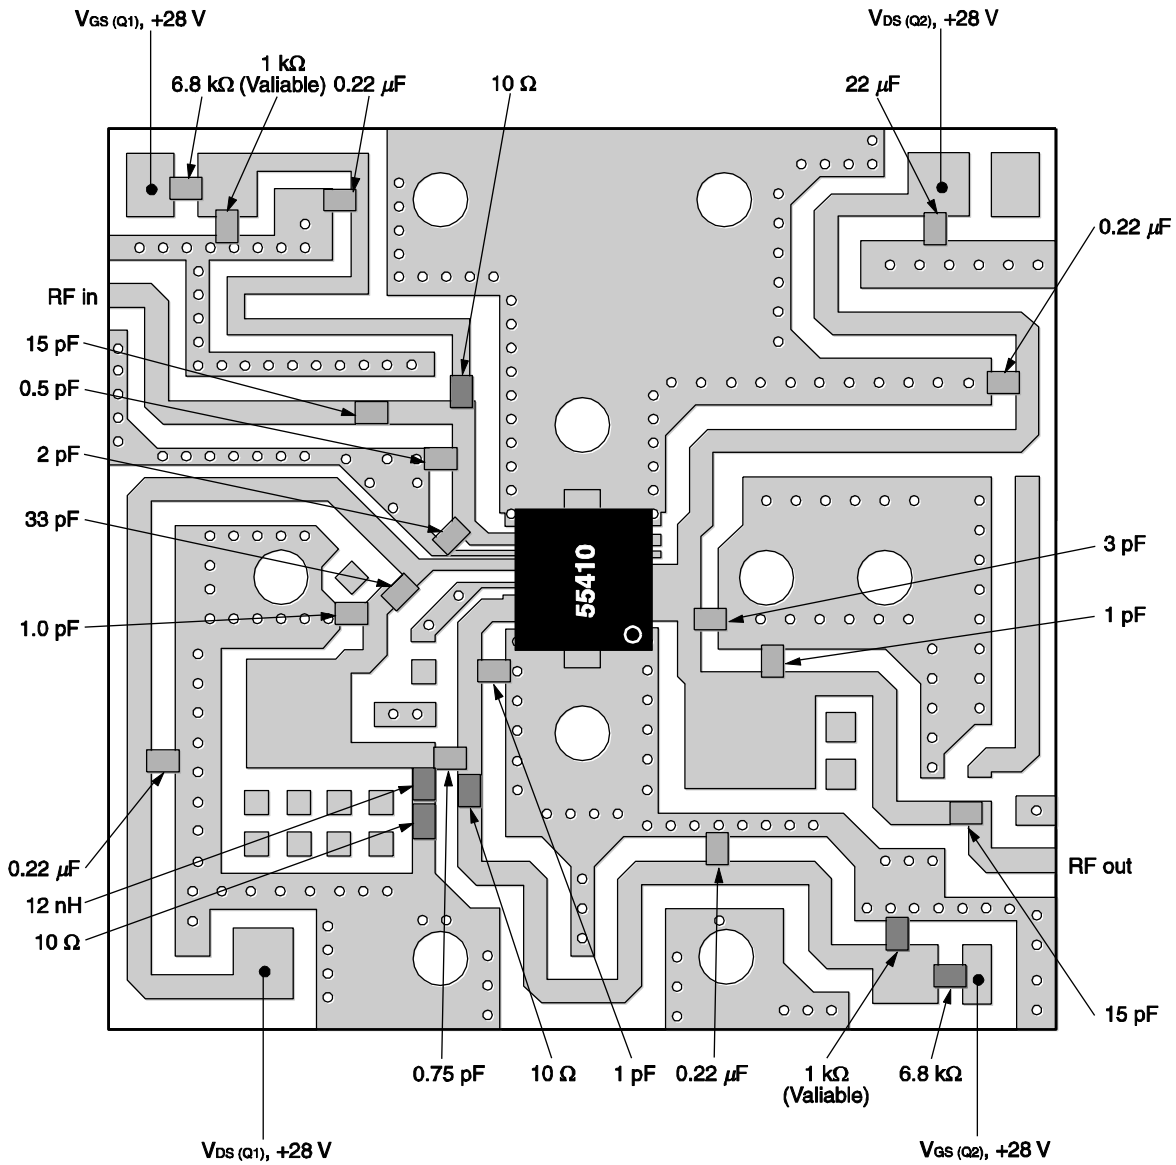 VGS (Q1), +28 V
VDS (Q2), +28 V
1 kΩ
6.8 kΩ (Valiable) 0.22 μF
10 Ω
22 μF
0.22 μF
RF in
15 pF
0.5 pF
2 pF
33 pF
1.0 pF
55410
3 pF
1 pF
0.22 μF
12 nH
10 Ω
RF out
15 pF
0.75 pF
10 Ω
1 pF
0.22 μF
1 kΩ
(Valiable)
6.8 kΩ
VDS (Q1), +28 V
VGS (Q2), +28 V